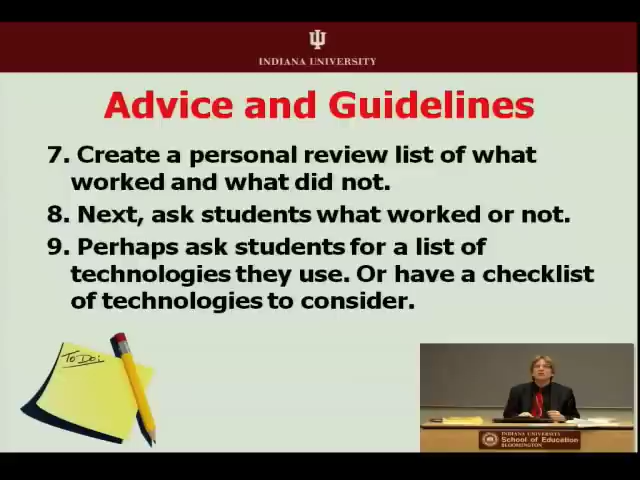 INDIANA UNIVERSITY
Advice and Guidelines
7. Create a personal review list of what
worked and what did not.
8. Next, ask students what worked or not.
9. Perhaps ask students for a list of
technologies they use. Or have a checklist
of technologies to consider.
To Do:
INDIANA UNIVERSITY
School of Education
BLOOMINGTON